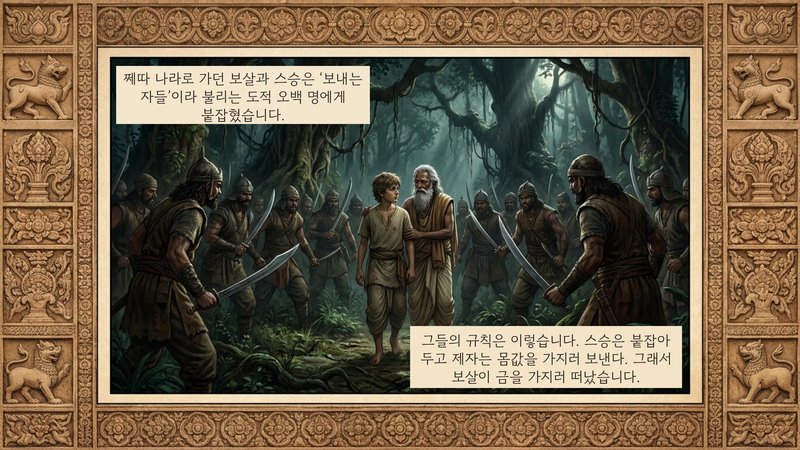 쩨따 나라로 가던 보살과 스승은 ‘보내는
자들’이라 불리는 도적 오백 명에게
붙잡혔습니다.
그들의 규칙은 이렇습니다. 스승은 붙잡아
두고 제자는 몸값을 가지러 보낸다. 그래서
보살이 금을 가지러 떠났습니다.